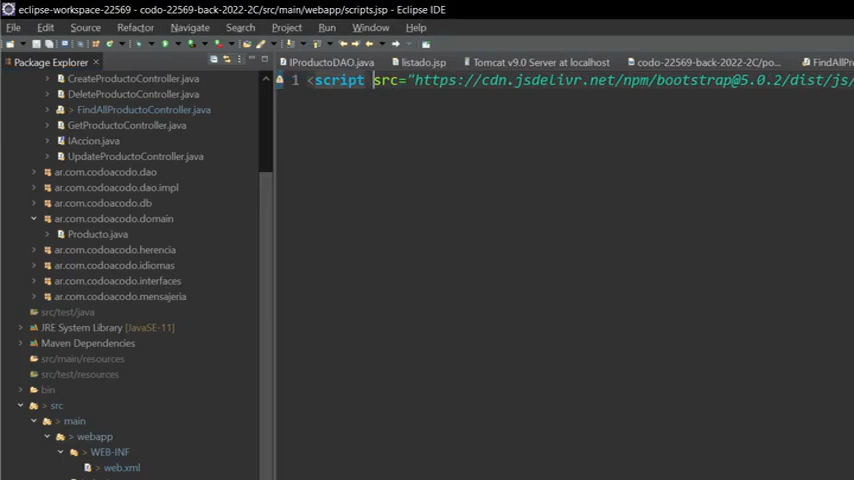 eclipse-workspace-22569 - codo-22569-back-2022-2C/src/main/webapp/scripts.jsp - Eclipse IDE
File Edit Source Refactor Navigate Search Project Run Window Help
Package Explorer
IProductoDAO.java listado.jsp Tomcat v9.0 Server at localhost codo-22569-back-2022-2C/po... FindAll
1 <script src="https://cdn.jsdelivr.net/npm/bootstrap@5.0.2/dist/js/
CreateProductoController.java
DeleteProductoController.java
> FindAllProductoController.java
GetProductoController.java
IAccion.java
UpdateProductoController.java
ar.com.codoacodo.dao
ar.com.codoacodo.dao.impl
ar.com.codoacodo.db
ar.com.codoacodo.domain
Producto.java
ar.com.codoacodo.herencia
ar.com.codoacodo.idiomas
ar.com.codoacodo.interfaces
ar.com.codoacodo.mensajeria
src/test/java
JRE System Library [JavaSE-11]
Maven Dependencies
src/main/resources
src/test/resources
bin
> src
> main
> webapp
> WEB-INF
> web.xml